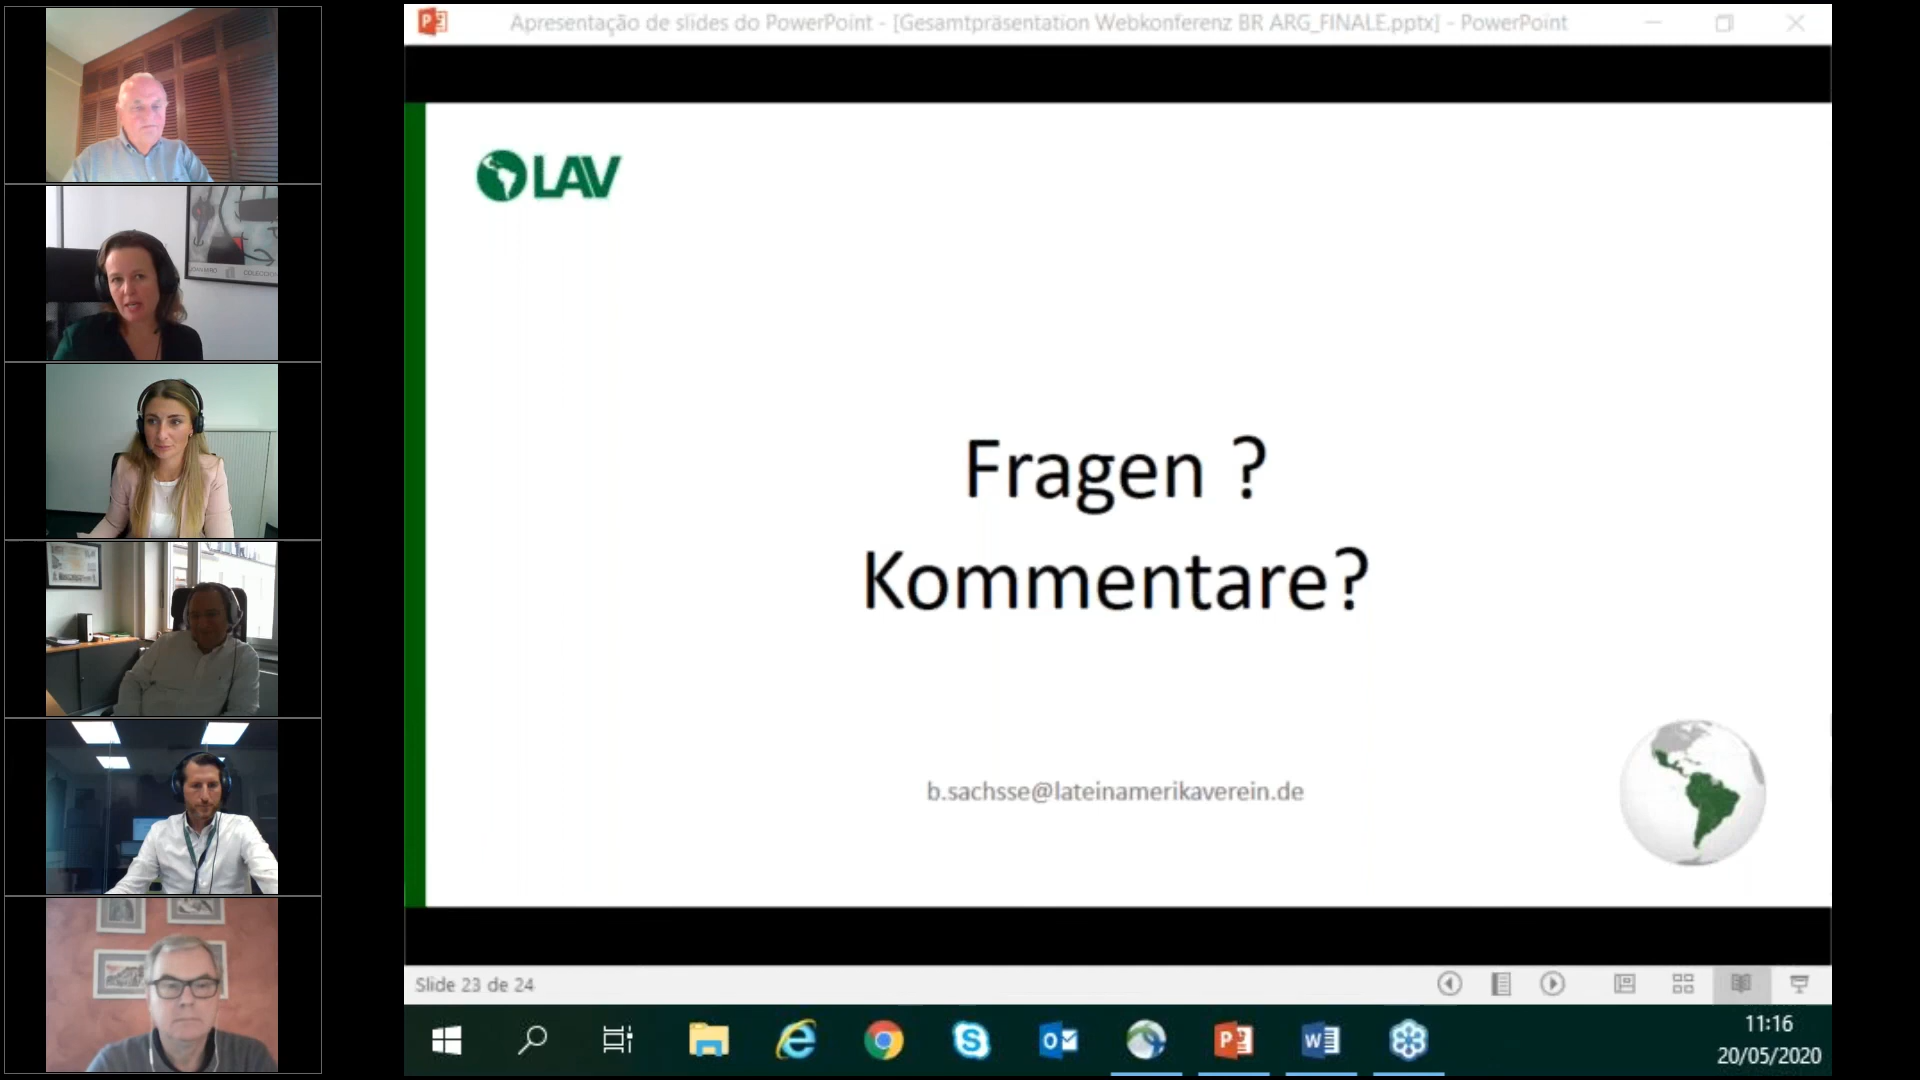 Apresentação de slides do PowerPoint - [Gesamtpräsentation Webkonferenz BR ARG_FINALE.pptx] - PowerPoint
LAV
Fragen ?
Kommentare?
b.sachsse@lateinamerikaverein.de
Slide 23 de 24
11:16
20/05/2020